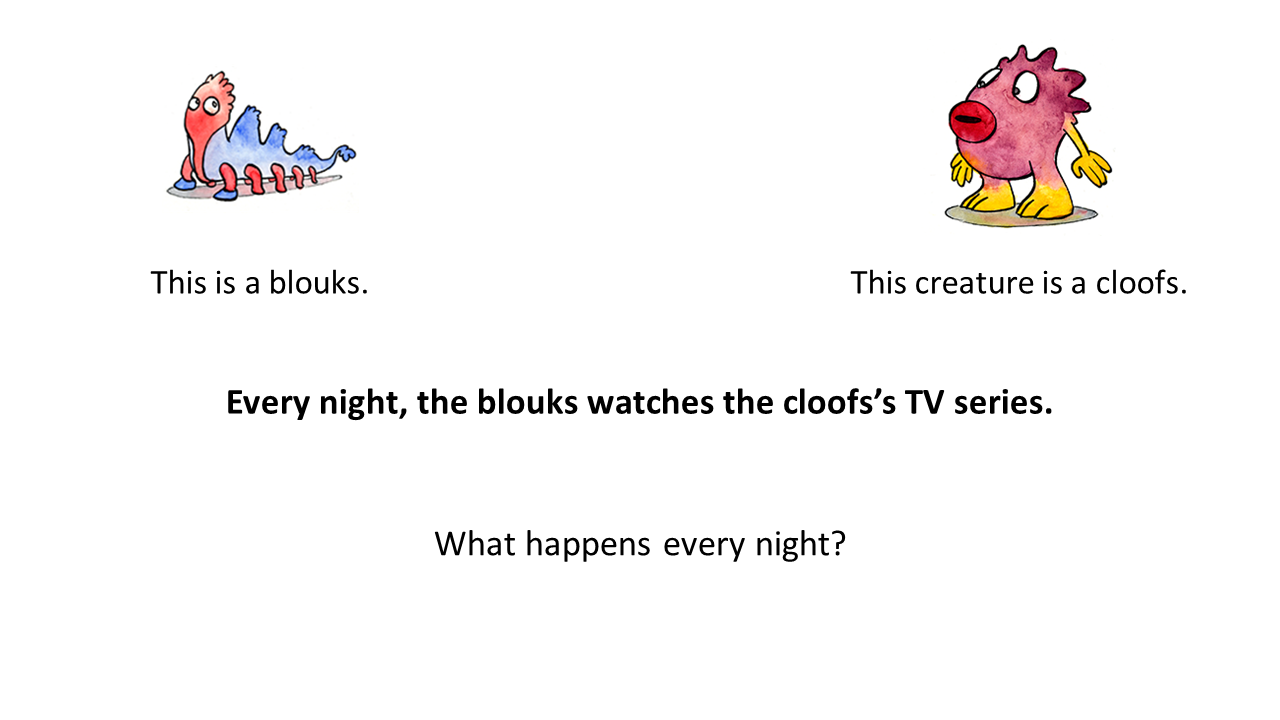 This is a blouks.
This creature is a cloofs.
Every night, the blouks watches the cloofs’s TV series.
What happens every night?